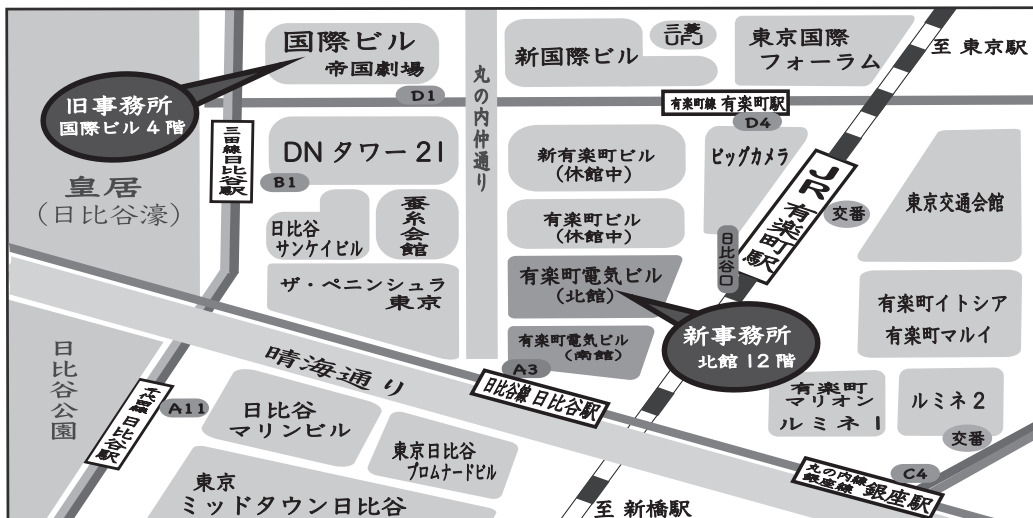 国際ビル
帝国劇場
新国際ビル
三菱
UFJ
東京国際
フォーラム
至 東京駅
旧事務所
国際ビル4階
D1
丸の内仲通り
有楽町線 有楽町駅
D4
三田線日比谷駅
DNタワー21
B1
皇居
(日比谷濠)
日比谷
サンケイビル
蚕糸会館
新有楽町ビル
(休館中)
有楽町ビル
(休館中)
ビッグカメラ
JR有楽町駅
交番
東京交通会館
日比谷口
ザ・ペニンシュラ
東京
有楽町電気ビル
(北館)
有楽町電気ビル
(南館)
新事務所
北館12階
有楽町イトシア
有楽町マルイ
日比谷公園
晴海通り
A3
日比谷線 日比谷駅
千代田線 日比谷駅
A11
日比谷
マリンビル
東京日比谷
プロムナードビル
東京
ミッドタウン日比谷
有楽町
マリオン
ルミネ1
ルミネ2
交番
C4
丸の内線
銀座線 銀座駅
至 新橋駅